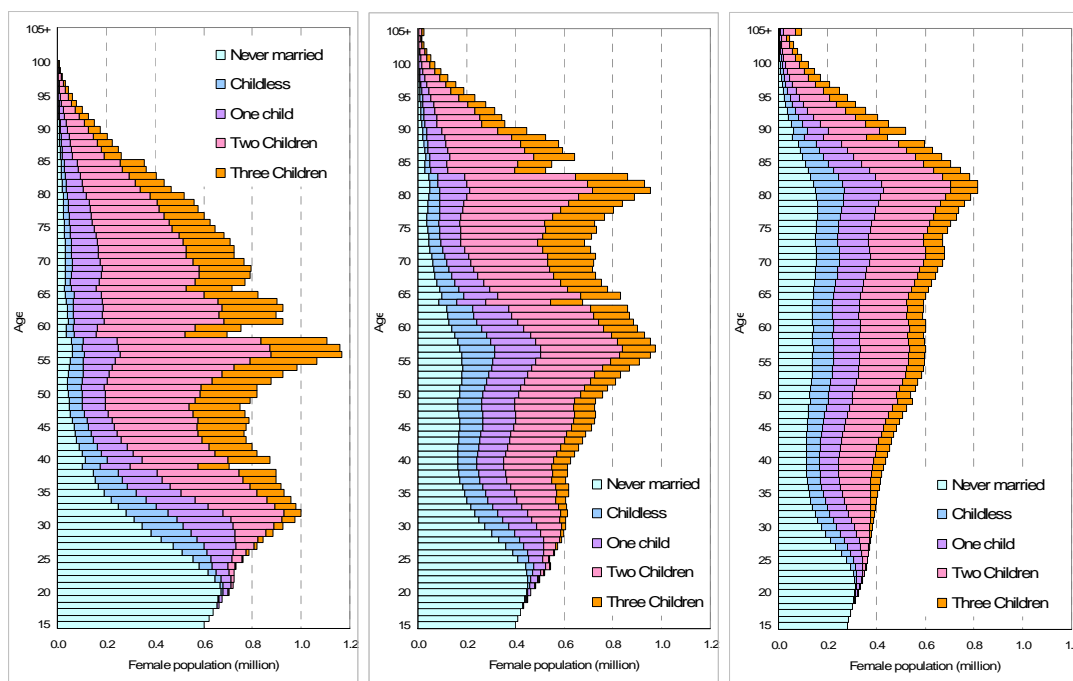 105+
100
95
90
85
80
75
70
65
60
55
50
45
40
35
30
25
20
15
Age
Never married
Childless
One child
Two Children
Three Children
0.0 0.2 0.4 0.6 0.8 1.0 1.2
Female population (million)
105+
100
95
90
85
80
75
70
65
60
55
50
45
40
35
30
25
20
15
Age
Never married
Childless
One child
Two Children
Three Children
0.0 0.2 0.4 0.6 0.8 1.0 1.2
Female population (million)
105+
100
95
90
85
80
75
70
65
60
55
50
45
40
35
30
25
20
15
Age
Never married
Childless
One child
Two Children
Three Children
0.0 0.2 0.4 0.6 0.8 1.0 1.2
Female population (million)